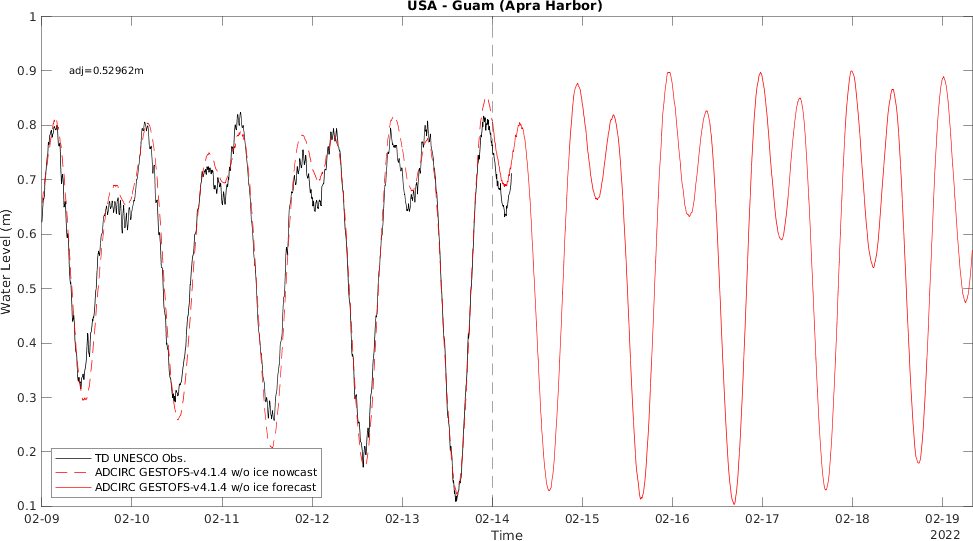 USA - Guam (Apra Harbor)
1
0.9
0.8
0.7
0.6
0.5
0.4
0.3
0.2
0.1
Water Level (m)
adj=0.52962m
TD UNESCO Obs.
ADCIRC GESTOFS-v4.1.4 w/o ice nowcast
ADCIRC GESTOFS-v4.1.4 w/o ice forecast
02-09 02-10 02-11 02-12 02-13 02-14 02-15 02-16 02-17 02-18 02-19
Time
2022